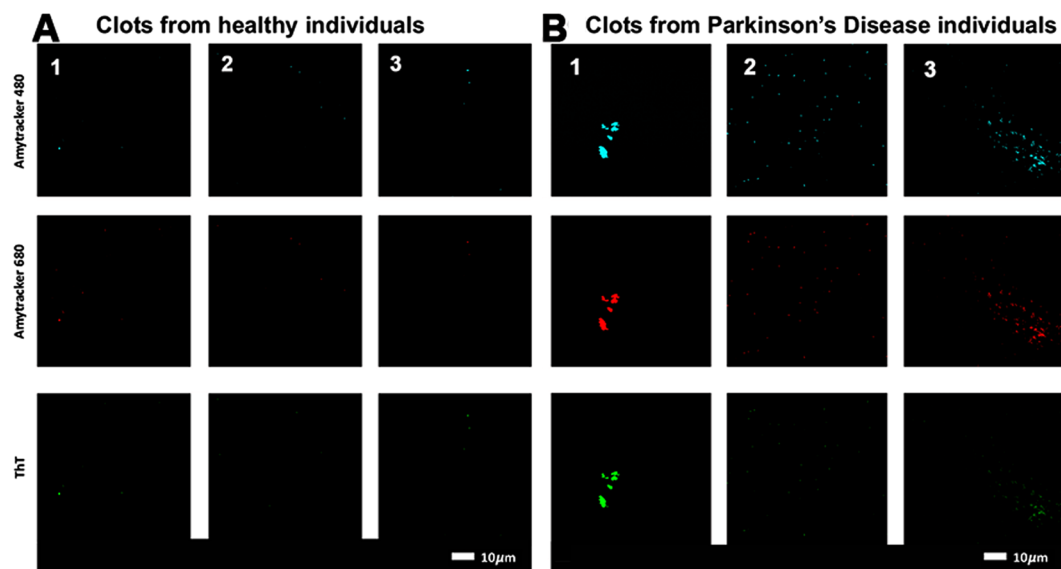 A Clots from healthy individuals
B Clots from Parkinson's Disease individuals
1
2
3
1
2
3
Amytracker 480
Amytracker 680
ThT
10µm
10µm